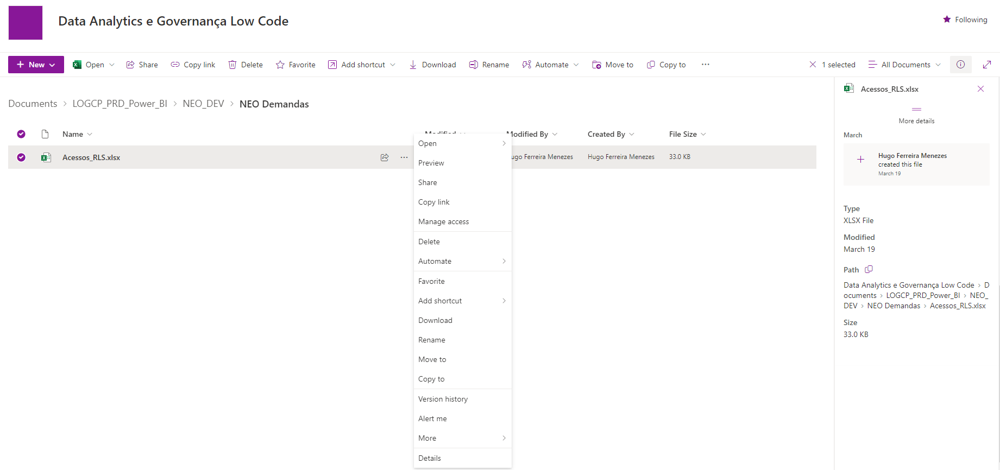 Data Analytics e Governança Low Code
Following
New
Open
Share
Copy link
Delete
Favorite
Add shortcut
Download
Rename
Automate
Move to
Copy to
1 selected
All Documents
Documents > LOGCP_PRD_Power_BI > NEO_DEV > NEO Demandas
Name
Modified
Modified By
Created By
File Size
Acessos_RLS.xlsx
ugo Ferreira Menezes
Hugo Ferreira Menezes
33.0 KB
Open
Preview
Share
Copy link
Manage access
Delete
Automate
Favorite
Add shortcut
Download
Rename
Move to
Copy to
Version history
Alert me
More
Details
Acessos_RLS.xlsx
More details
March
Hugo Ferreira Menezes
created this file
March 19
Type
XLSX File
Modified
March 19
Path
Data Analytics e Governança Low Code > D
ocuments > LOGCP_PRD_Power_BI > NEO_
DEV > NEO Demandas > Acessos_RLS.xlsx
Size
33.0 KB